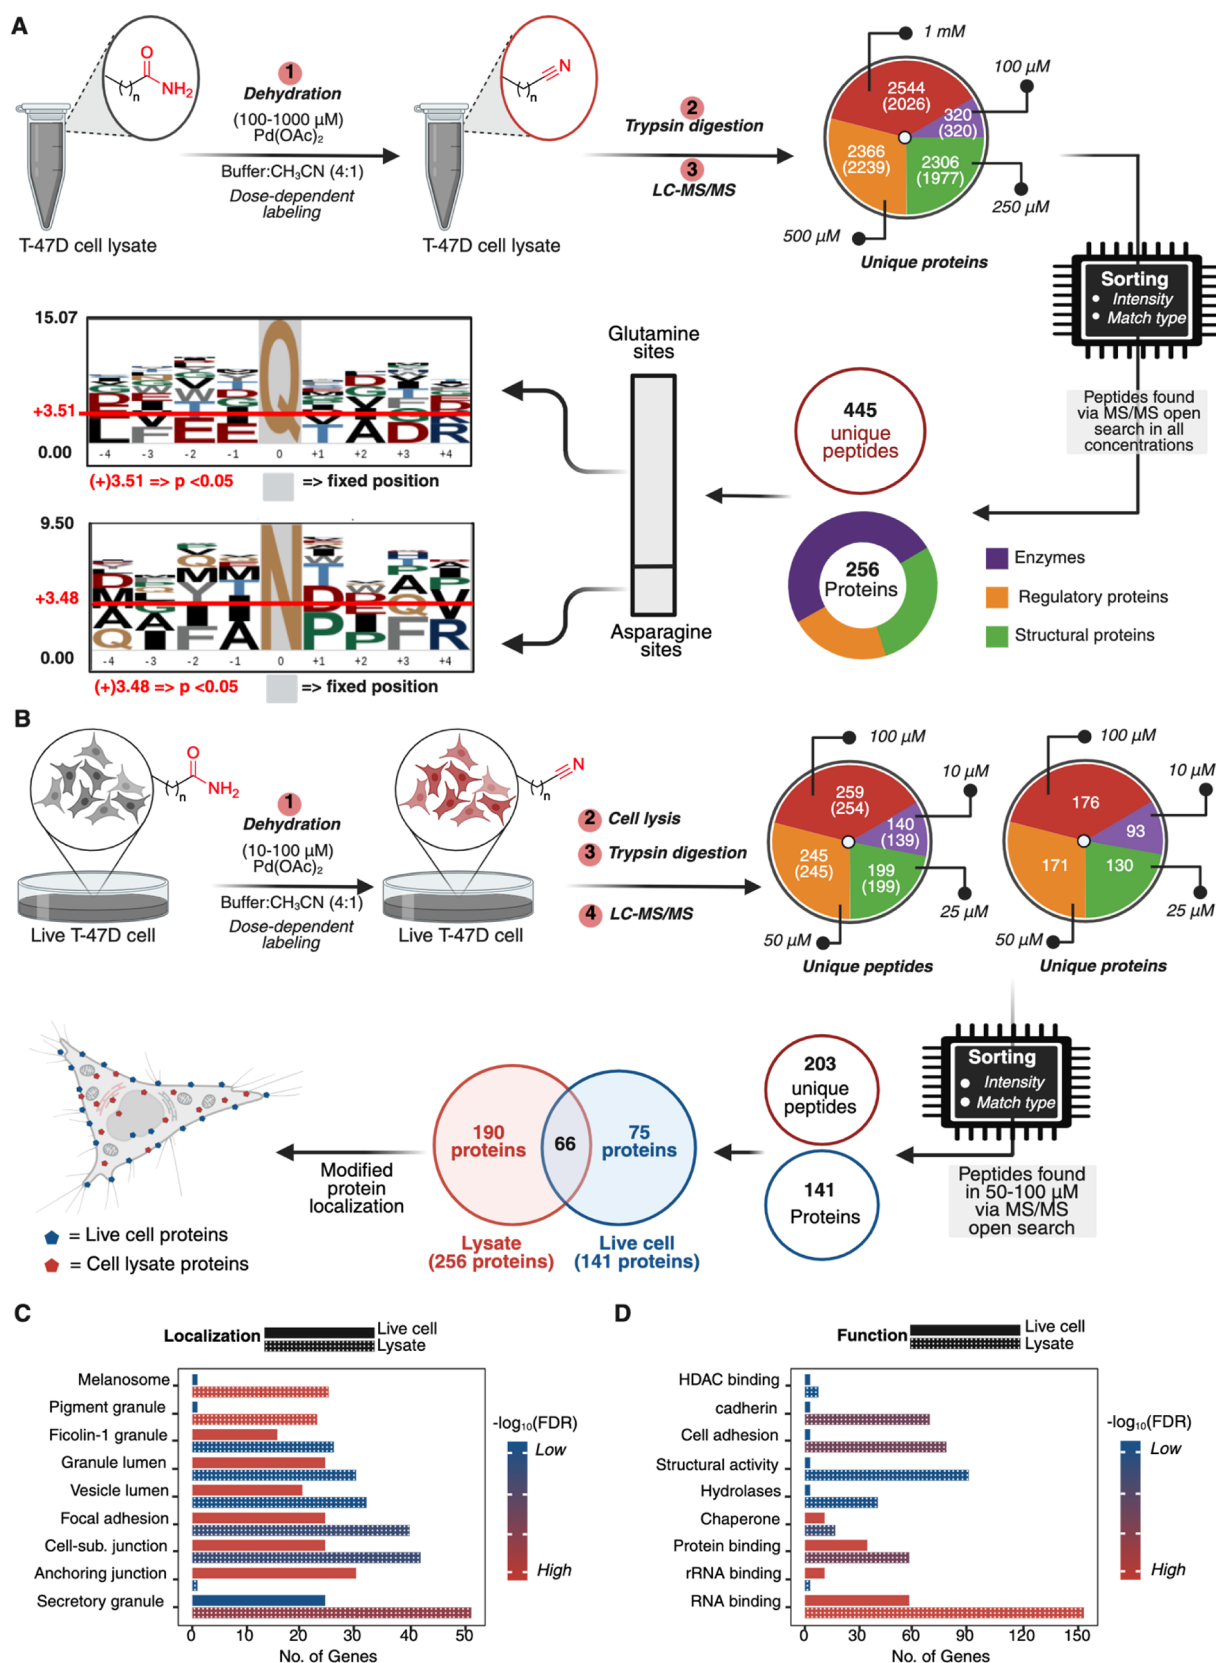 A
O
NH₂
( )n
1
Dehydration
(100-1000 µM)
Pd(OAc)₂
Buffer:CH₃CN (4:1)
Dose-dependent
labeling
T-47D cell lysate
N
( )n
T-47D cell lysate
2
Trypsin digestion
3
LC-MS/MS
1 mM
100 µM
2544
(2026)
320
(320)
2366
(2239)
2306
(1977)
250 µM
500 µM
Unique proteins
Sorting
Intensity
Match type
Peptides found
via MS/MS open
search in all
concentrations
445
unique
peptides
256
Proteins
Enzymes
Regulatory proteins
Structural proteins
Glutamine
sites
Asparagine
sites
15.07
+3.51
0.00
Q
L F E E Y A D R
-4 -3 -2 -1 0 +1 +2 +3 +4
(+)3.51 => p <0.05
=> fixed position
9.50
+3.48
0.00
N
Q I F A P P F R
-4 -3 -2 -1 0 +1 +2 +3 +4
(+)3.48 => p <0.05
=> fixed position
B
O
NH₂
( )n
1
Dehydration
(10-100 µM)
Pd(OAc)₂
Buffer:CH₃CN (4:1)
Dose-dependent
labeling
Live T-47D cell
N
( )n
Live T-47D cell
2 Cell lysis
3 Trypsin digestion
4 LC-MS/MS
100 µM
10 µM
259
(254)
140
(139)
245
(245)
199
(199)
25 µM
50 µM
Unique peptides
100 µM
10 µM
176
93
171
130
25 µM
50 µM
Unique proteins
Sorting
Intensity
Match type
Peptides found
in 50-100 µM
via MS/MS
open search
203
unique
peptides
141
Proteins
190
proteins
66
75
proteins
Lysate
(256 proteins)
Live cell
(141 proteins)
Modified
protein
localization
= Live cell proteins
= Cell lysate proteins
C
Localization
Live cell
Lysate
Melanosome
Pigment granule
Ficolin-1 granule
Granule lumen
Vesicle lumen
Focal adhesion
Cell-sub. junction
Anchoring junction
Secretory granule
0 10 20 30 40 50
No. of Genes
-log₁₀(FDR)
Low
High
D
Function
Live cell
Lysate
HDAC binding
cadherin
Cell adhesion
Structural activity
Hydrolases
Chaperone
Protein binding
rRNA binding
RNA binding
0 30 60 90 120 150
No. of Genes
-log₁₀(FDR)
Low
High